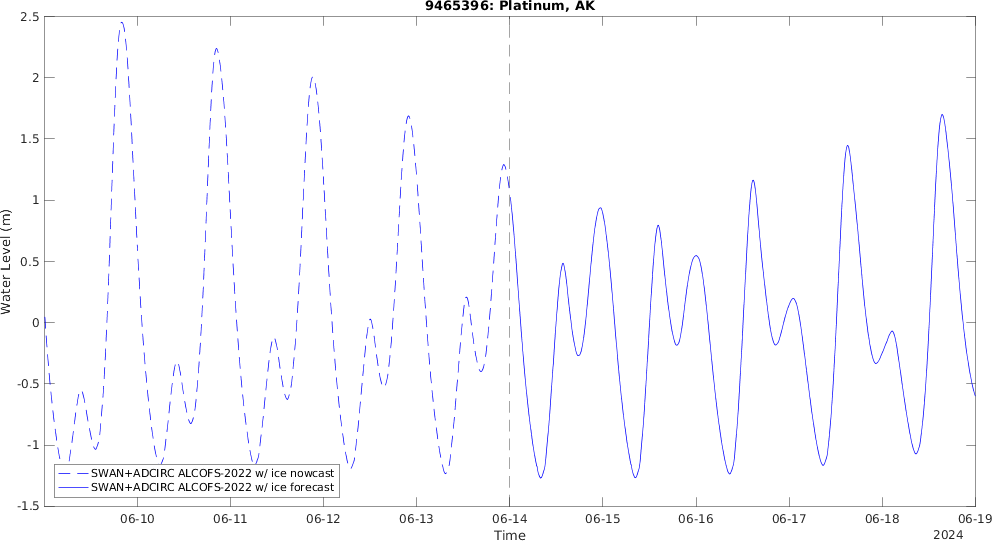 9465396: Platinum, AK
Water Level (m)
2.5
2
1.5
1
0.5
0
-0.5
-1
-1.5
SWAN+ADCIRC ALCOFS-2022 w/ ice nowcast
SWAN+ADCIRC ALCOFS-2022 w/ ice forecast
06-10 06-11 06-12 06-13 06-14 06-15 06-16 06-17 06-18 06-19
Time
2024